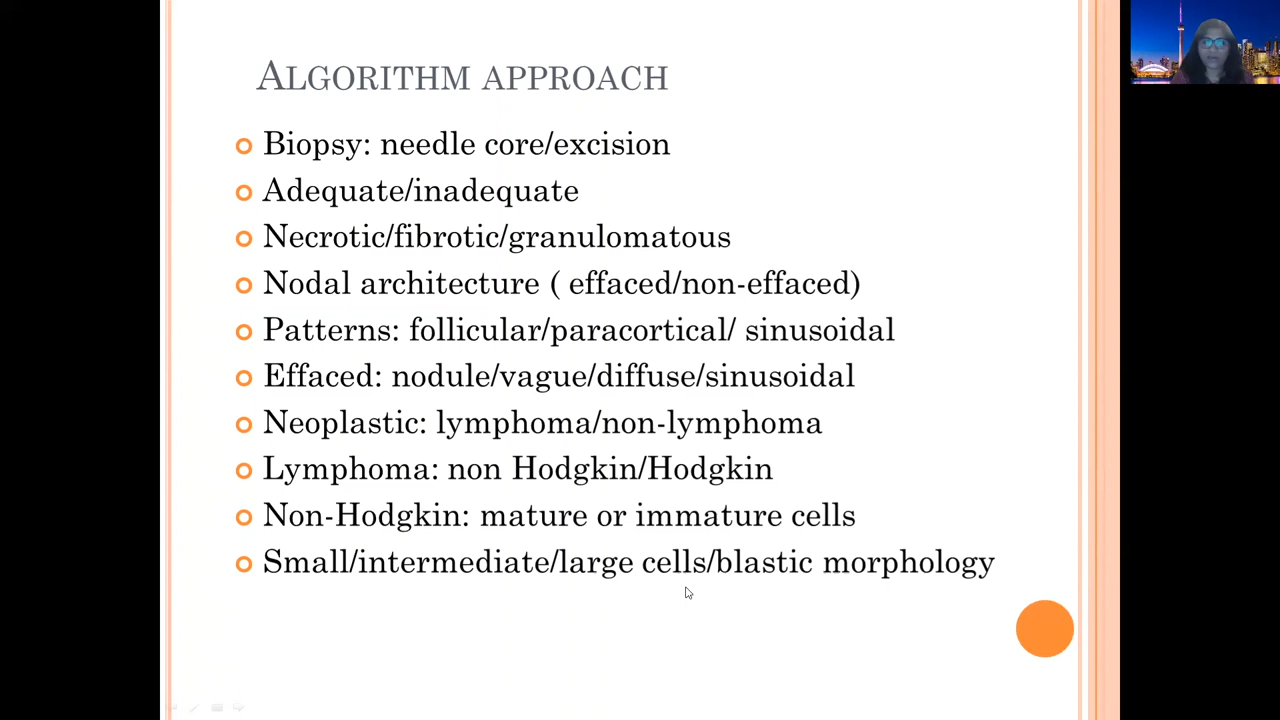 ALGORITHM APPROACH
Biopsy: needle core/excision
Adequate/inadequate
Necrotic/fibrotic/granulomatous
Nodal architecture ( effaced/non-effaced)
Patterns: follicular/paracortical/ sinusoidal
Effaced: nodule/vague/diffuse/sinusoidal
Neoplastic: lymphoma/non-lymphoma
Lymphoma: non Hodgkin/Hodgkin
Non-Hodgkin: mature or immature cells
Small/intermediate/large cells/blastic morphology